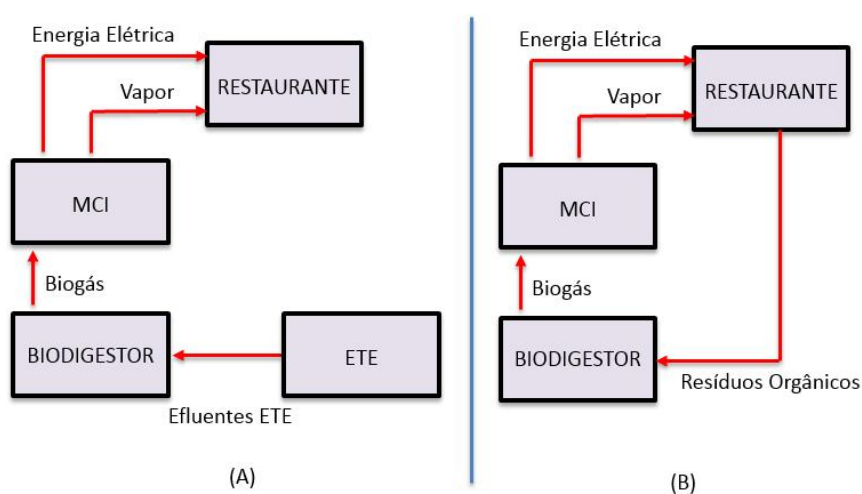 Energia Elétrica
RESTAURANTE
Vapor
MCI
Biogás
BIODIGESTOR
ETE
Efluentes ETE
(A)
Energia Elétrica
RESTAURANTE
Vapor
MCI
Biogás
BIODIGESTOR
Resíduos Orgânicos
(B)